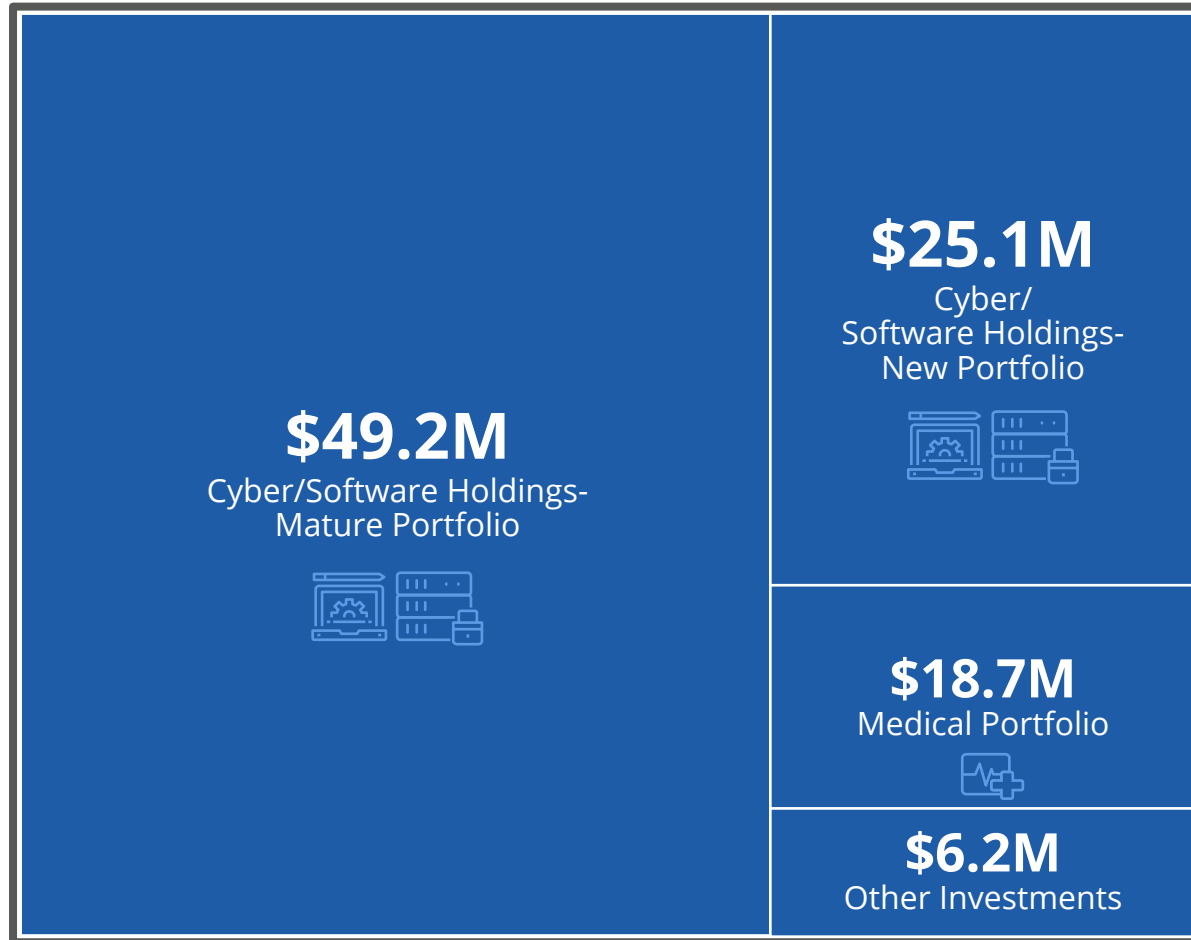 $49.2M
Cyber/Software Holdings-
Mature Portfolio
$25.1M
Cyber/
Software Holdings-
New Portfolio
$18.7M
Medical Portfolio
$6.2M
Other Investments